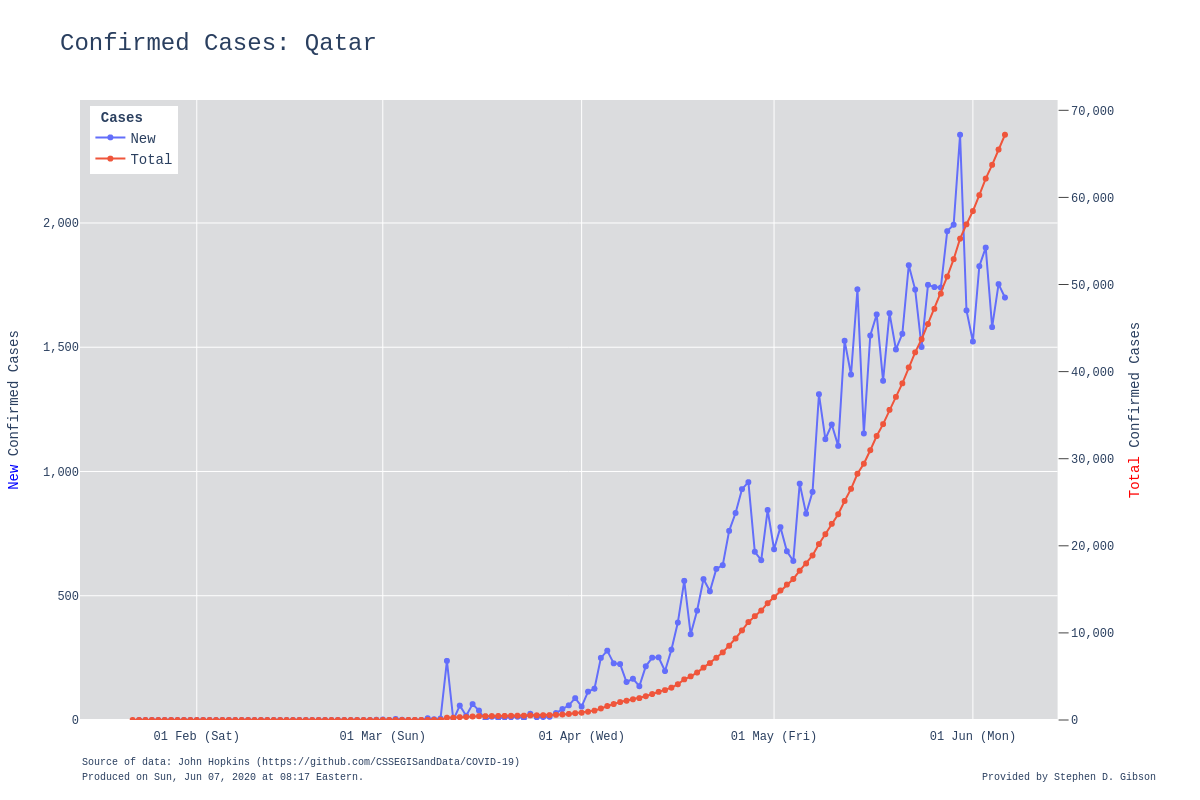 Confirmed Cases: Qatar
Cases
New
Total
2,000
1,500
1,000
500
0
70,000
60,000
50,000
40,000
30,000
20,000
10,000
0
New Confirmed Cases
Total Confirmed Cases
01 Feb (Sat)
01 Mar (Sun)
01 Apr (Wed)
01 May (Fri)
01 Jun (Mon)
Source of data: John Hopkins (https://github.com/CSSEGISandData/COVID-19)
Produced on Sun, Jun 07, 2020 at 08:17 Eastern.
Provided by Stephen D. Gibson